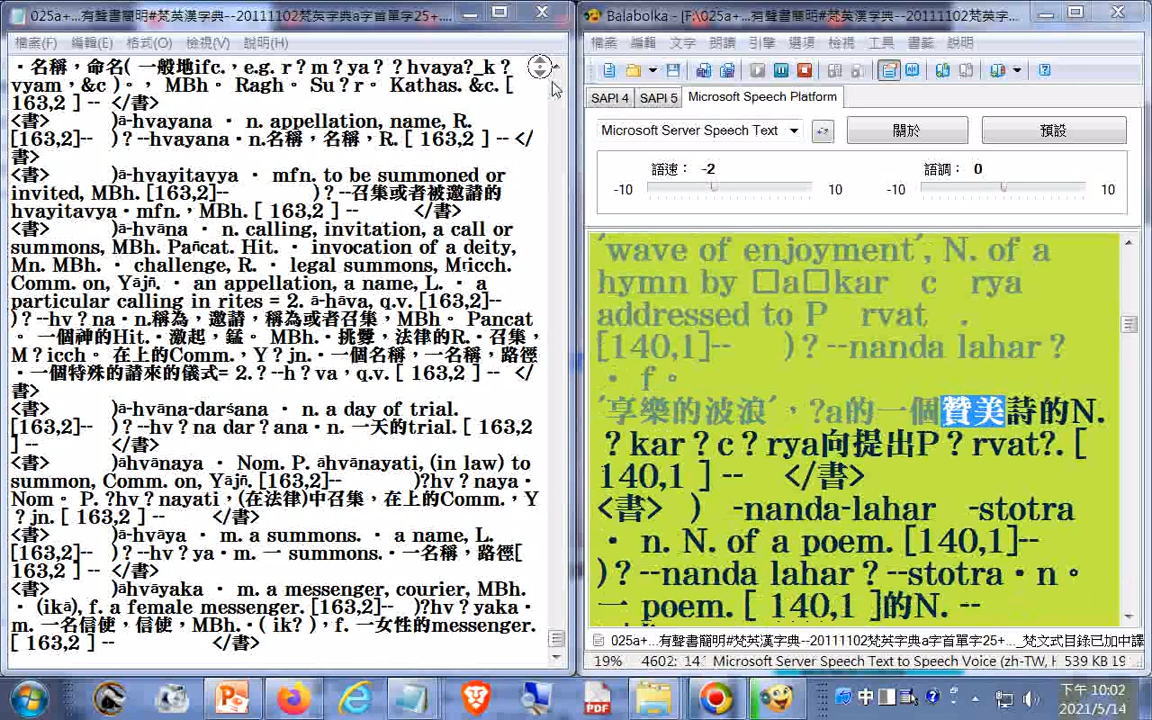 025a+...有聲書簡明#梵英漢字典--20111102梵英字典a字首單字25+...
檔案(F) 編輯(E) 格式(O) 檢視(V) 說明(H)
・名稱，命名( 一般地ifc.，e.g. r？m？ya？？hvaya?_k？
vyam，&c )。， MBh。Ragh。Su？r。Kathas. &c. [
163,2 ] -- </書>
<書> )ā-hvayana ・ n. appellation, name, R.
[163,2]-- )？--hvayana・n.名稱，名稱，R. [ 163,2 ] -- </
書>
<書> )ā-hvayitavya ・ mfn. to be summoned or
invited, MBh. [163,2]-- )？--召集或者被邀請的
hvayitavya・mfn.，MBh. [ 163,2 ] -- </書>
<書> )ā-hvāna ・ n. calling, invitation, a call or
summons, MBh. Pañcat. Hit. ・ invocation of a deity,
Mn. MBh. ・ challenge, R. ・ legal summons, Mṛicch.
Comm. on, Yājñ. ・ an appellation, a name, L. ・ a
particular calling in rites = 2. ā-hāva, q.v. [163,2]--
)？--hv？na・n.稱為，邀請，稱為或者召集，MBh。Pancat
。一個神的Hit.・激起，錳。 MBh.・挑釁，法律的R.・召集，
M？icch。在上的Comm.，Y？jn.・一個名稱，一名稱，路徑
・一個特殊的請來的儀式= 2.？--h？va，q.v. [ 163,2 ] -- </
書>
<書> )ā-hvāna-darśana ・ n. a day of trial.
[163,2]-- )？--hv？na dar？ana・n. 一天的trial. [ 163,2
] -- </書>
<書> )āhvānaya ・ Nom. P. āhvānayati, (in law) to
summon, Comm. on, Yājñ. [163,2]-- )?hv？naya・
Nom。P. ?hv？nayati，(在法律)中召集，在上的Comm.，Y
？jn. [ 163,2 ] -- </書>
<書> )ā-hvāya ・ m. a summons. ・ a name, L.
[163,2]-- )？--hv？ya・m. 一 summons.・一名稱，路徑[
163,2 ] -- </書>
<書> )āhvāyaka ・ m. a messenger, courier, MBh.
・ (ikā), f. a female messenger. [163,2]-- )?hv？yaka・
m. 一名信使，信使，MBh.・( ik？)，f. 一女性的messenger.
[ 163,2 ] -- </書>
Balabolka - [F:\025a+...有聲書簡明#梵英漢字典--20111102梵英字...
檔案 編輯 文字 朗讀 引擎 選項 檢視 工具 書籤 說明
SAPI 4 SAPI 5 Microsoft Speech Platform
Microsoft Server Speech Text 關於 預設
語速： -2 語調： 0
-10 10 -10 10
'wave of enjoyment', N. of a
hymn by □a□kar c rya
addressed to P rvat .
[140,1]-- )？--nanda lahar？
・ f。
'享樂的波浪'，?a的一個贊美詩的N.
？kar？c？rya向提出P？rvat?. [
140,1 ] -- </書>
<書> ) -nanda-lahar -stotra
・ n. N. of a poem. [140,1]--
)？--nanda lahar？--stotra・n。
一 poem. [ 140,1 ]的N. --
025a+...有聲書簡明#梵英漢字典--20111102梵英字典a字首單字25+..._梵文式目錄已加中譯
19% 4602: 14 Microsoft Server Speech Text to Speech Voice (zh-TW, H 539 KB 19
中
PDF
下午 10:02
2021/5/14